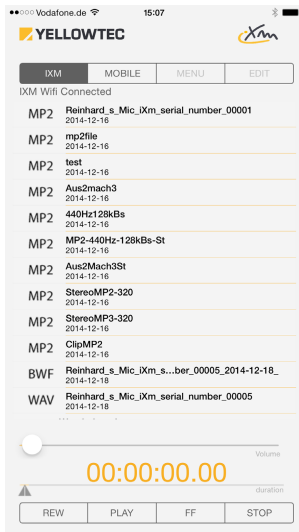 Vodafone.de 15:07
YELLOWTEC iXm
IXM MOBILE MENU EDIT
IXM Wifi Connected
MP2 Reinhard_s_Mic_iXm_serial_number_00001
2014-12-16
MP2 mp2file
2014-12-16
MP2 test
2014-12-16
MP2 Aus2mach3
2014-12-16
MP2 440Hz128kBs
2014-12-16
MP2 MP2-440Hz-128kBs-St
2014-12-16
MP2 Aus2Mach3St
2014-12-16
MP2 StereoMP2-320
2014-12-16
MP2 StereoMP3-320
2014-12-16
MP2 ClipMP2
2014-12-16
BWF Reinhard_s_Mic_iXm_s...ber_00005_2014-12-18_
2014-12-18
WAV Reinhard_s_Mic_iXm_serial_number_00005
2014-12-18
Volume
00:00:00.00
duration
REW PLAY FF STOP